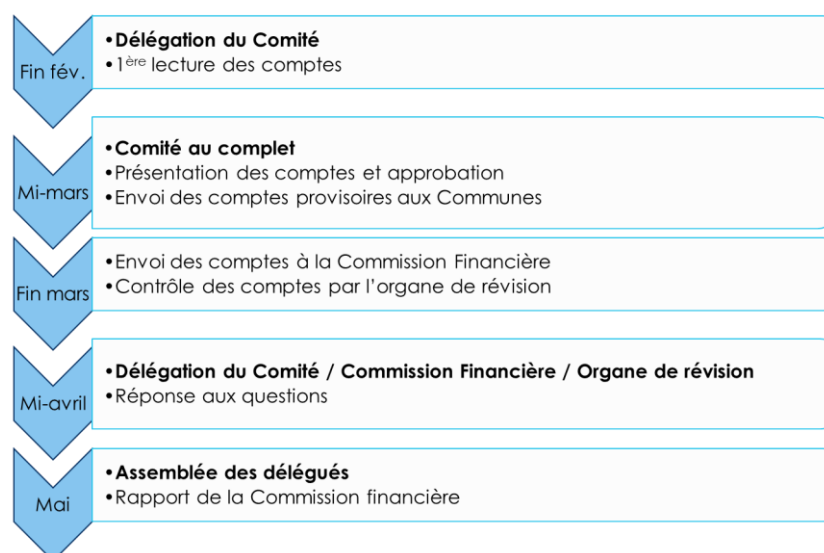 Fin fév.
•Délégation du Comité
•1ère lecture des comptes
Mi-mars
•Comité au complet
•Présentation des comptes et approbation
•Envoi des comptes provisoires aux Communes
Fin mars
•Envoi des comptes à la Commission Financière
•Contrôle des comptes par l'organe de révision
Mi-avril
•Délégation du Comité / Commission Financière / Organe de révision
•Réponse aux questions
Mai
•Assemblée des délégués
•Rapport de la Commission financière